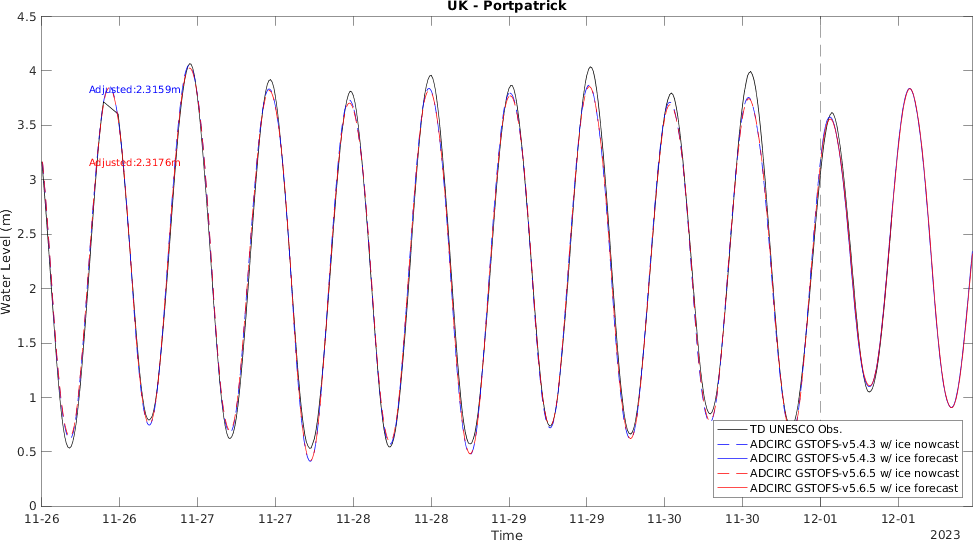 UK - Portpatrick
4.5
4
3.5
3
2.5
2
1.5
1
0.5
0
Water Level (m)
Adjusted:2.3159m
Adjusted:2.3176m
TD UNESCO Obs.
ADCIRC GSTOFS-v5.4.3 w/ ice nowcast
ADCIRC GSTOFS-v5.4.3 w/ ice forecast
ADCIRC GSTOFS-v5.6.5 w/ ice nowcast
ADCIRC GSTOFS-v5.6.5 w/ ice forecast
11-26 11-26 11-27 11-27 11-28 11-28 11-29 11-29 11-30 11-30 12-01 12-01
Time
2023